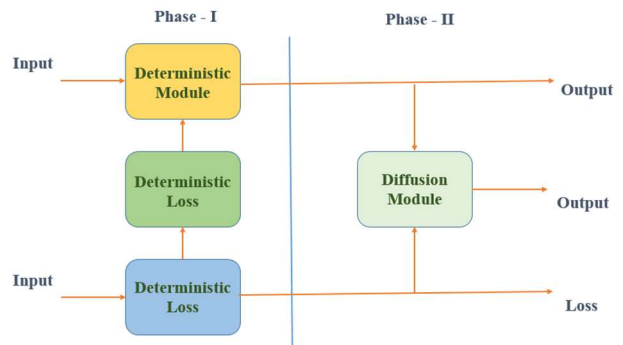 Phase - I
Phase - II
Input
Deterministic
Module
Output
Deterministic
Loss
Diffusion
Module
Output
Input
Deterministic
Loss
Loss